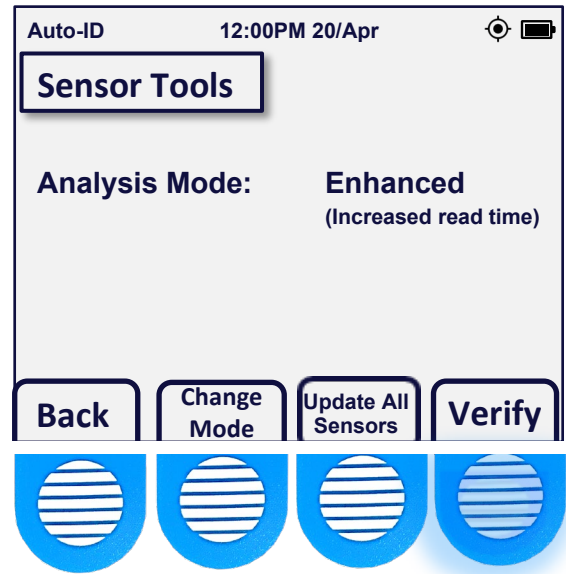 Auto-ID 12:00PM 20/Apr
Sensor Tools
Analysis Mode: Enhanced
(Increased read time)
Back
Change
Mode
Update All
Sensors
Verify